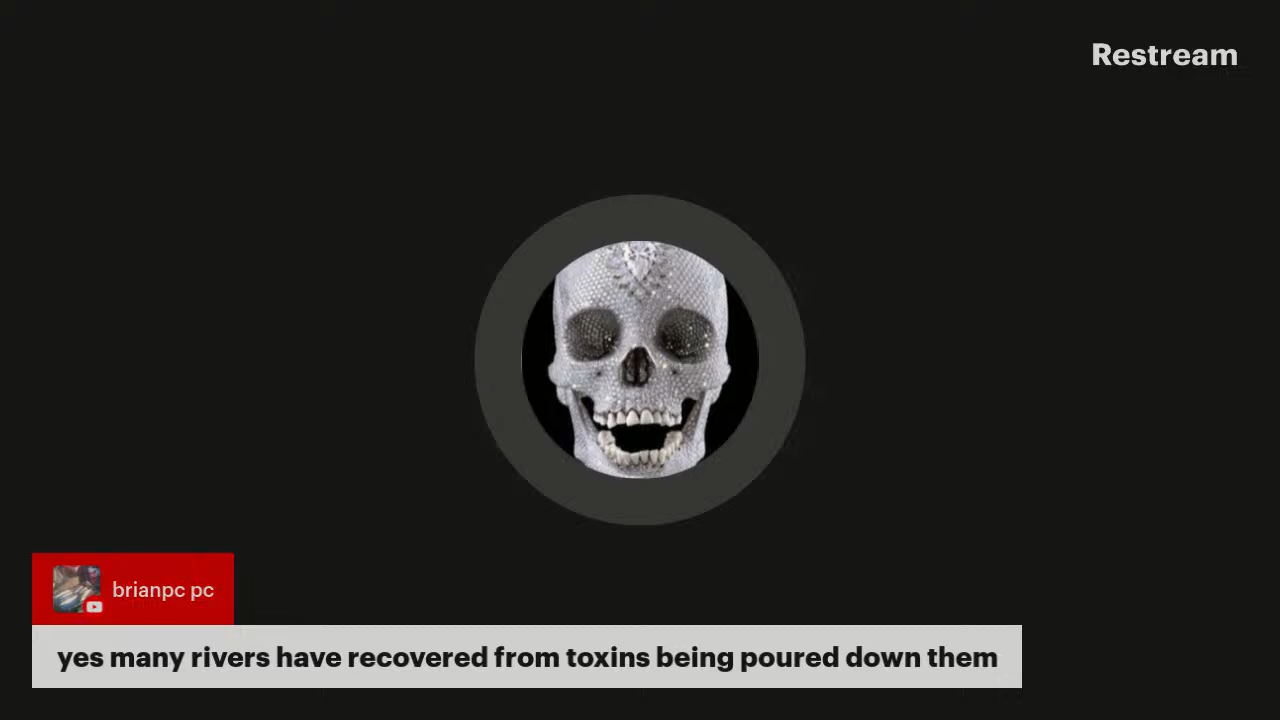 Restream
brianpc pc
yes many rivers have recovered from toxins being poured down them